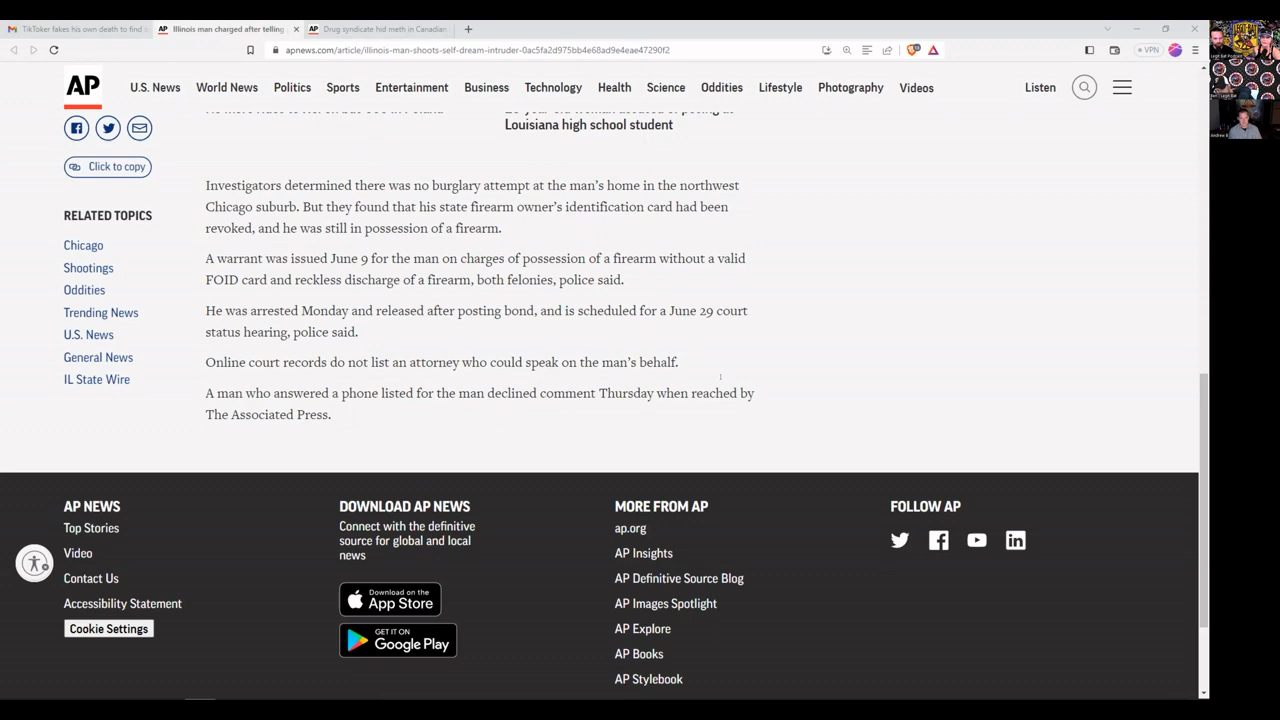 TikToker fakes his own death to find
Illinois man charged after telling
Drug syndicate hid meth in Canadian
apnews.com/article/illinois-man-shoots-self-dream-intruder-0ac5fa2d975bb4e68ad9e4eae47290f2
VPN
AP
U.S. News World News Politics Sports Entertainment Business Technology Health Science Oddities Lifestyle Photography Videos Listen
Louisiana high school student
Click to copy
RELATED TOPICS
Chicago
Shootings
Oddities
Trending News
U.S. News
General News
IL State Wire
Investigators determined there was no burglary attempt at the man's home in the northwest
Chicago suburb. But they found that his state firearm owner's identification card had been
revoked, and he was still in possession of a firearm.
A warrant was issued June 9 for the man on charges of possession of a firearm without a valid
FOID card and reckless discharge of a firearm, both felonies, police said.
He was arrested Monday and released after posting bond, and is scheduled for a June 29 court
status hearing, police said.
Online court records do not list an attorney who could speak on the man's behalf.
A man who answered a phone listed for the man declined comment Thursday when reached by
The Associated Press.
AP NEWS
Top Stories
Video
Contact Us
Accessibility Statement
Cookie Settings
DOWNLOAD AP NEWS
Connect with the definitive
source for global and local
news
Download on the
App Store
GET IT ON
Google Play
MORE FROM AP
ap.org
AP Insights
AP Definitive Source Blog
AP Images Spotlight
AP Explore
AP Books
AP Stylebook
FOLLOW AP